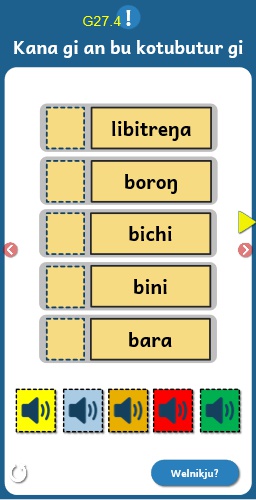 G27.4 !
Kana gi an bu kotubutur gi
libitreŋa
boroŋ
bichi
bini
bara
Welnikju?